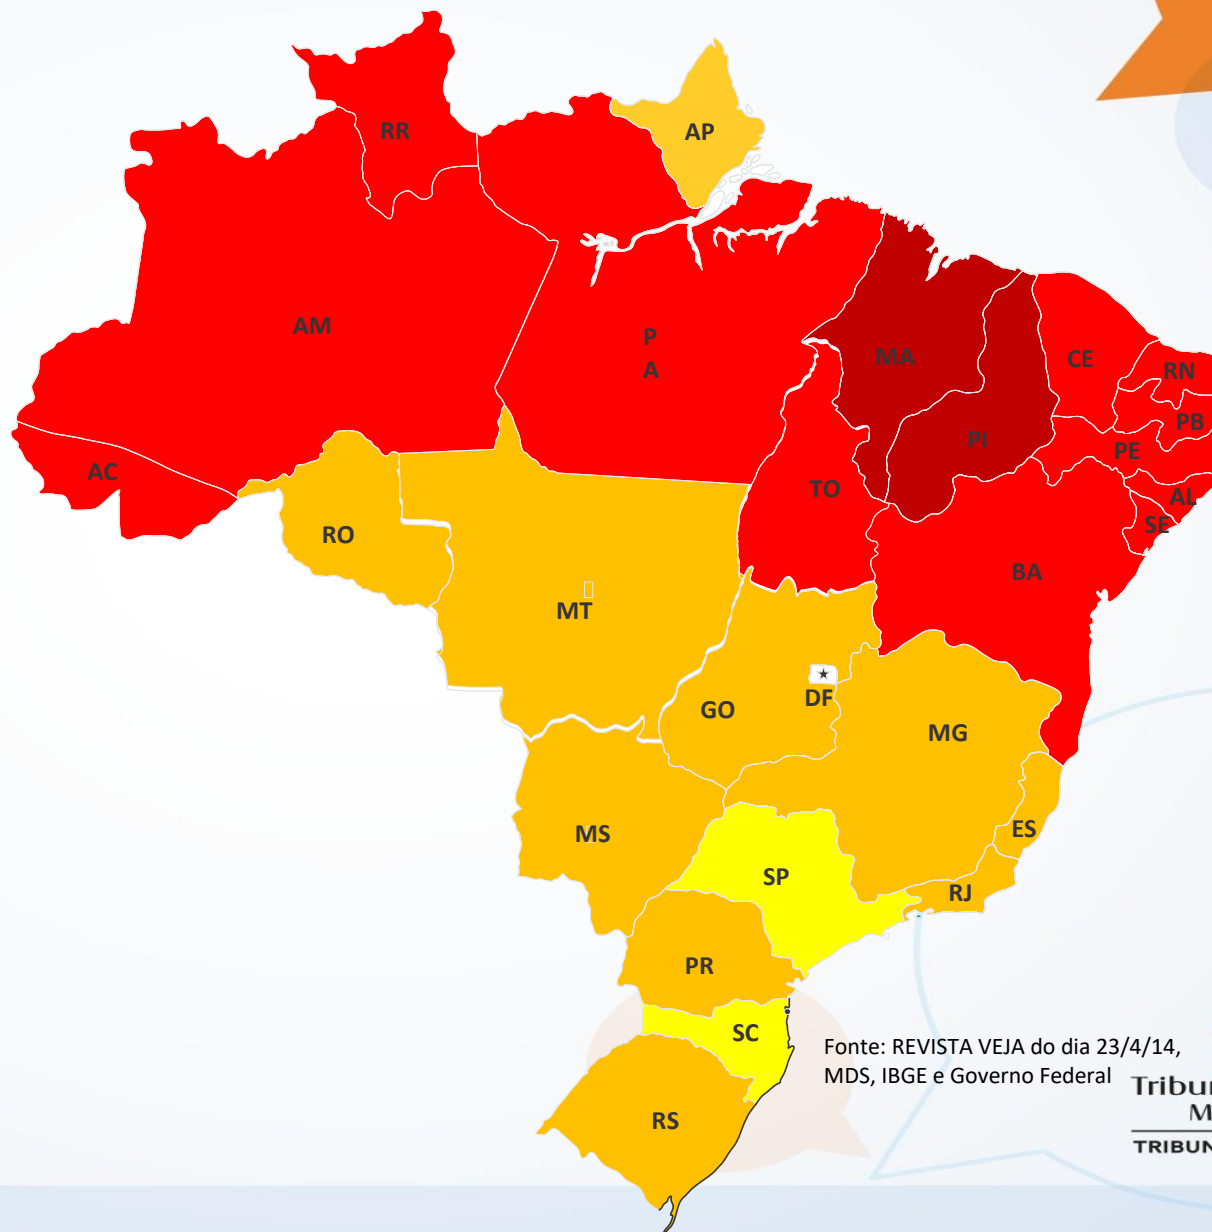 RR
AP
AM
P
A
MA
CE
RN
PB
PI
PE
AC
TO
AL
SE
RO
BA
MT
DF
GO
MG
MS
ES
SP
RJ
PR
SC
Fonte: REVISTA VEJA do dia 23/4/14,
MDS, IBGE e Governo Federal
RS